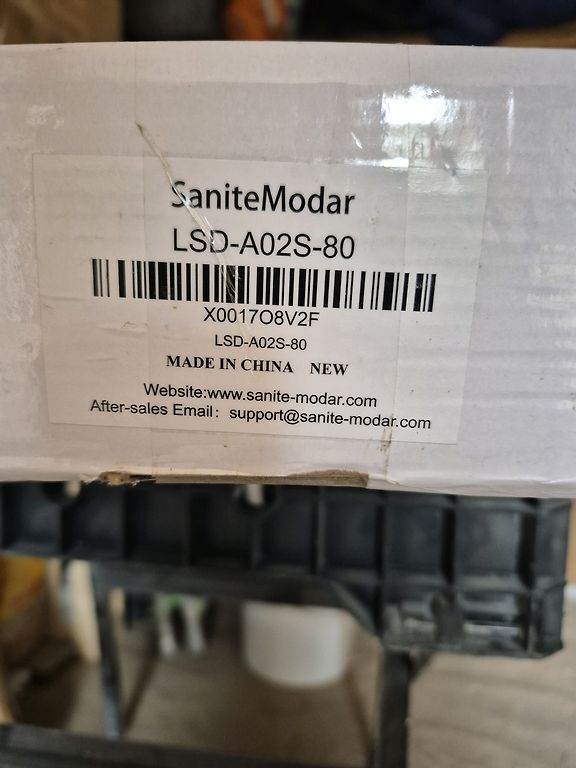 SaniteModar
LSD-A02S-80
X0017O8V2F
LSD-A02S-80
MADE IN CHINA NEW
Website:www.sanite-modar.com
After-sales Email: support@sanite-modar.com